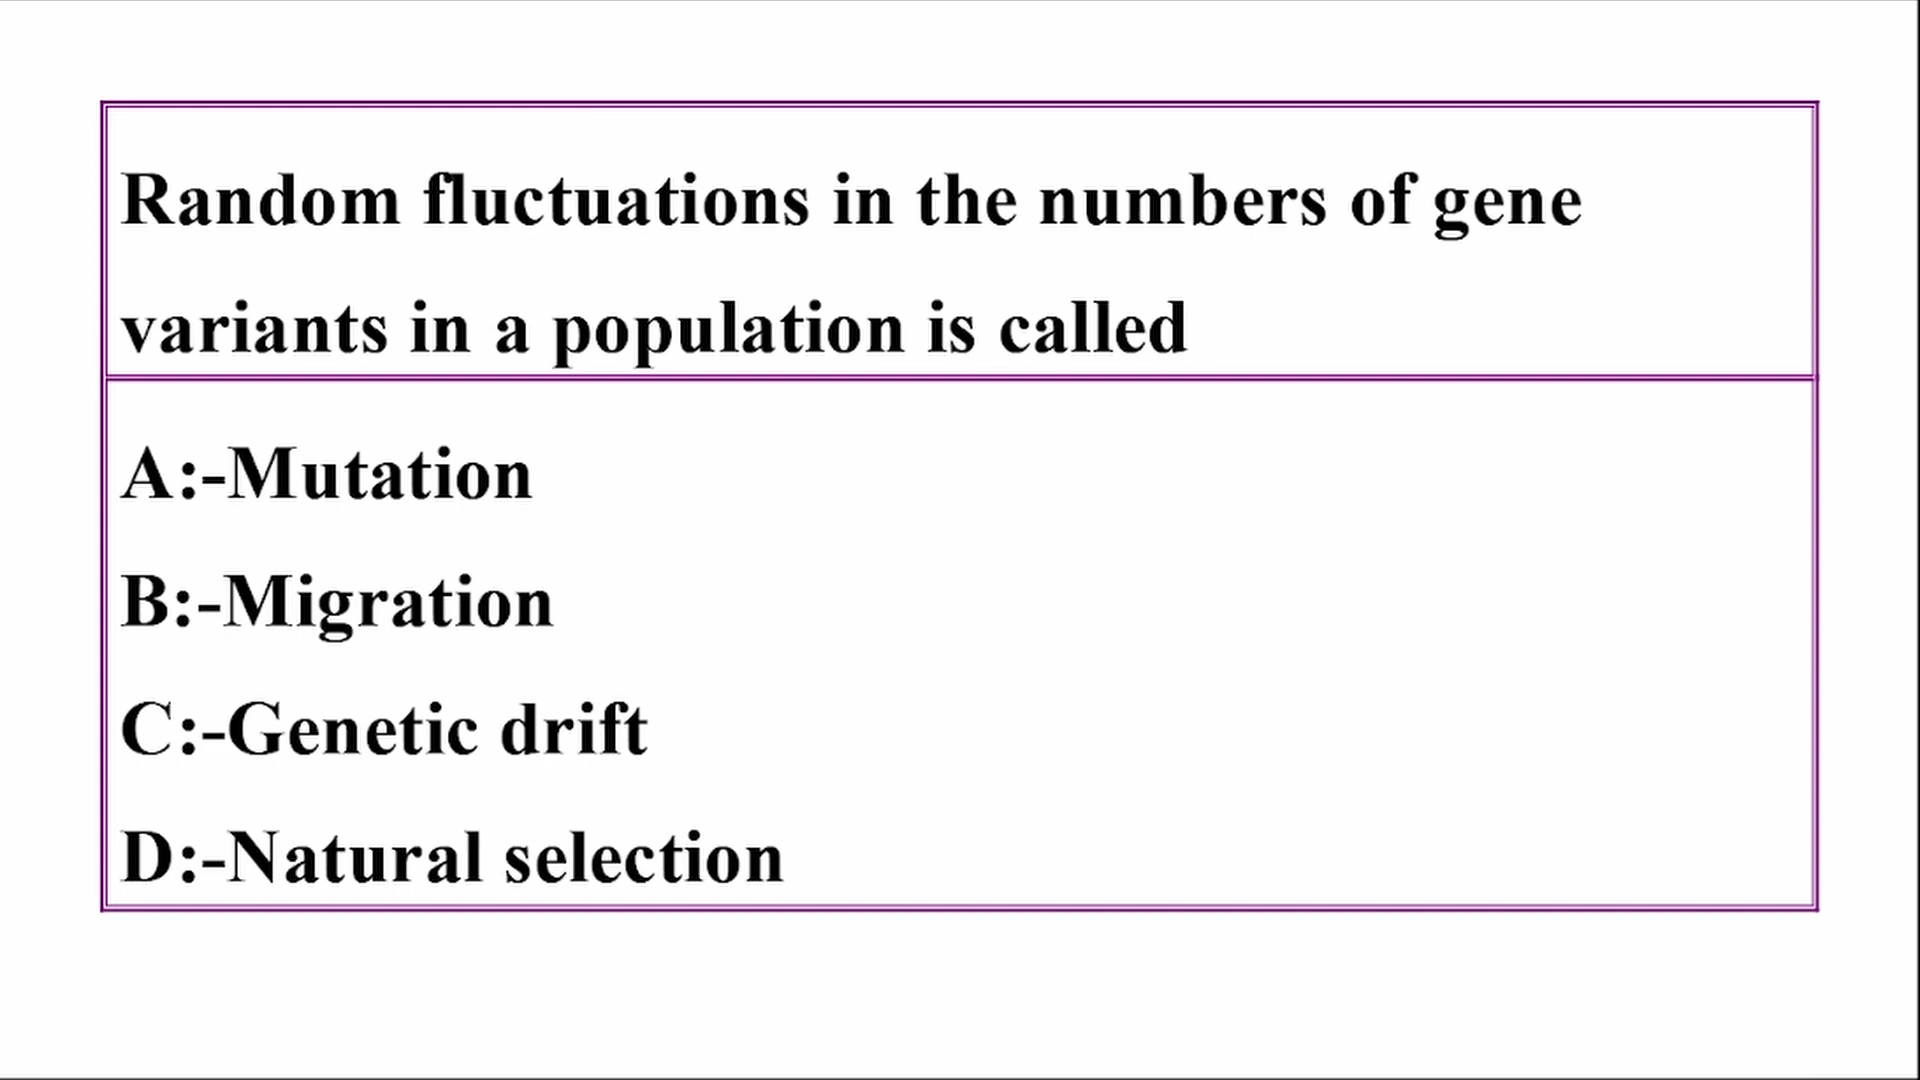 Random fluctuations in the numbers of gene
variants in a population is called
A:-Mutation
B:-Migration
C:-Genetic drift
D:-Natural selection